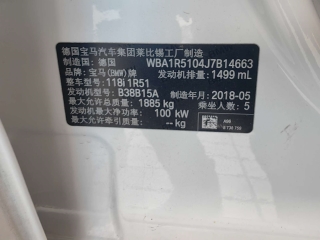 德国宝马汽车集团莱比锡工厂制造
制造国：德国 WBA1R5104J7B14663
品牌：宝马(BMW)牌 发动机排量：1499 mL
整车型号：118i 1R51
发动机型号：B38B15A
最大允许总质量：1885 kg 制造年月：2018-05
发动机最大净功率：100 kW 乘坐人数：5
最大允许牵引质量：--kg